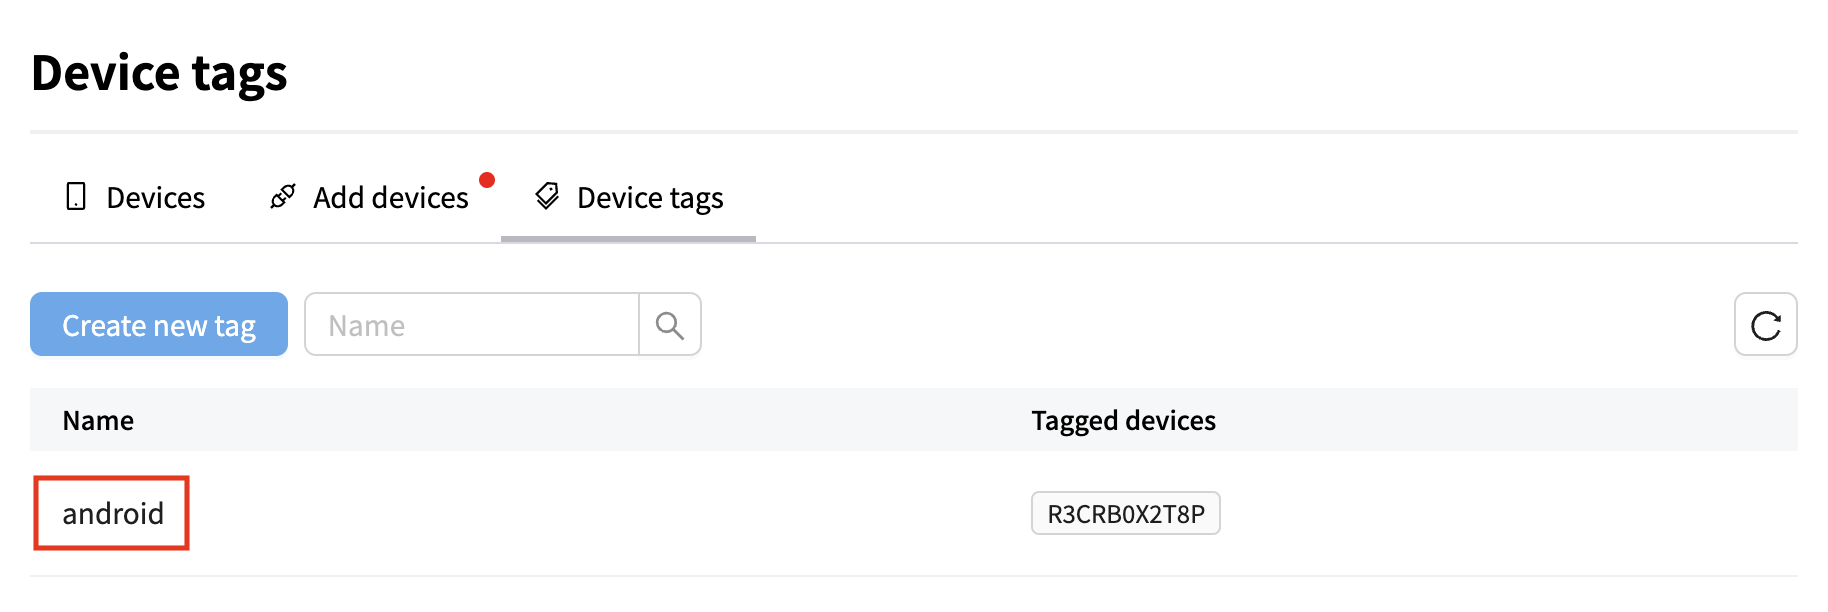 Device tags
Devices Add devices Device tags
Create new tag Name
Name Tagged devices
android R3CRB0X2T8P